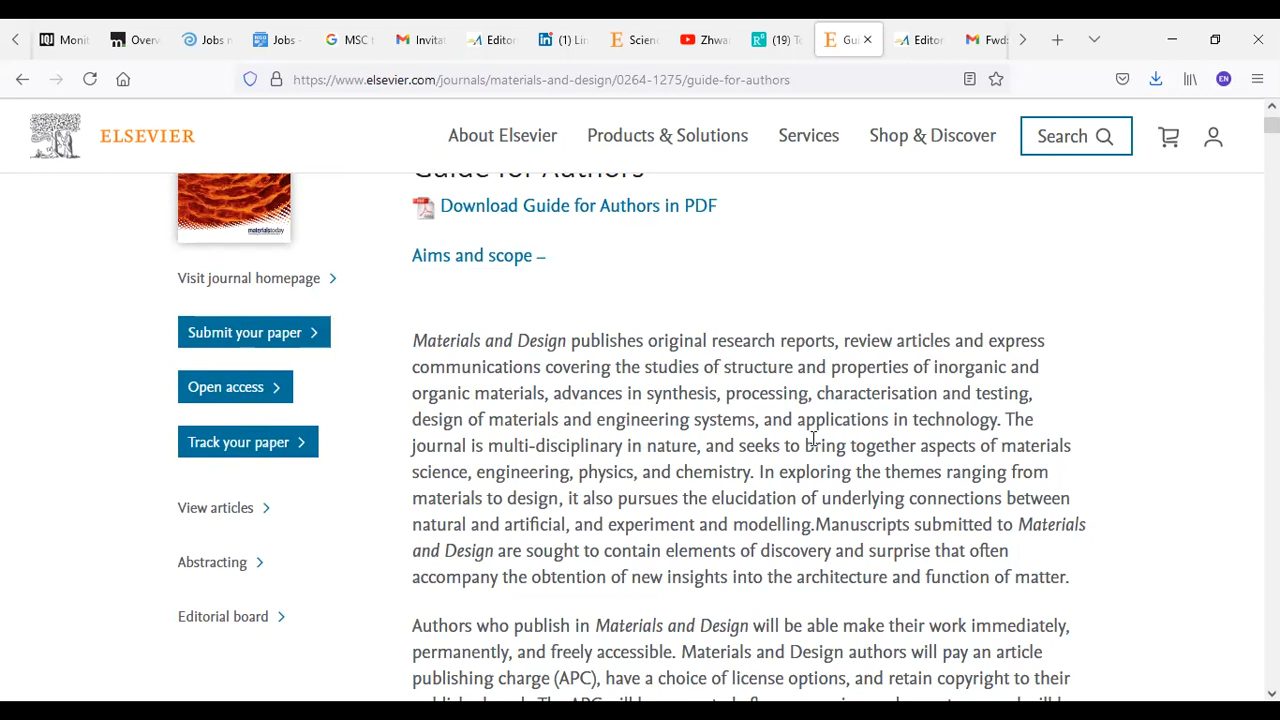 Monit
Overv
Jobs n
Jobs -
MSC t
Invitat
Editor
(1) Lin
Scienc
Zhwar
(19) To
Gui
Editor
Fwd:
https://www.elsevier.com/journals/materials-and-design/0264-1275/guide-for-authors
EN
ELSEVIER
About Elsevier
Products & Solutions
Services
Shop & Discover
Search
Guide for Authors
materialstoday
Download Guide for Authors in PDF
Aims and scope –
Visit journal homepage
Submit your paper
Open access
Track your paper
View articles
Abstracting
Editorial board
Materials and Design publishes original research reports, review articles and express
communications covering the studies of structure and properties of inorganic and
organic materials, advances in synthesis, processing, characterisation and testing,
design of materials and engineering systems, and applications in technology. The
journal is multi-disciplinary in nature, and seeks to bring together aspects of materials
science, engineering, physics, and chemistry. In exploring the themes ranging from
materials to design, it also pursues the elucidation of underlying connections between
natural and artificial, and experiment and modelling.Manuscripts submitted to Materials
and Design are sought to contain elements of discovery and surprise that often
accompany the obtention of new insights into the architecture and function of matter.
Authors who publish in Materials and Design will be able make their work immediately,
permanently, and freely accessible. Materials and Design authors will pay an article
publishing charge (APC), have a choice of license options, and retain copyright to their